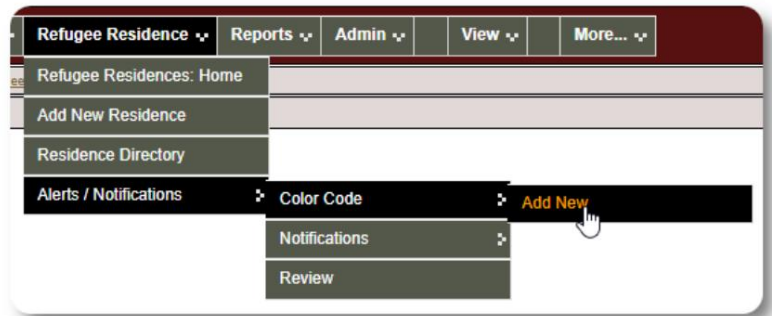 Refugee Residence Reports Admin View More...
Refugee Residences: Home
Add New Residence
Residence Directory
Alerts / Notifications
Color Code
Add New
Notifications
Review